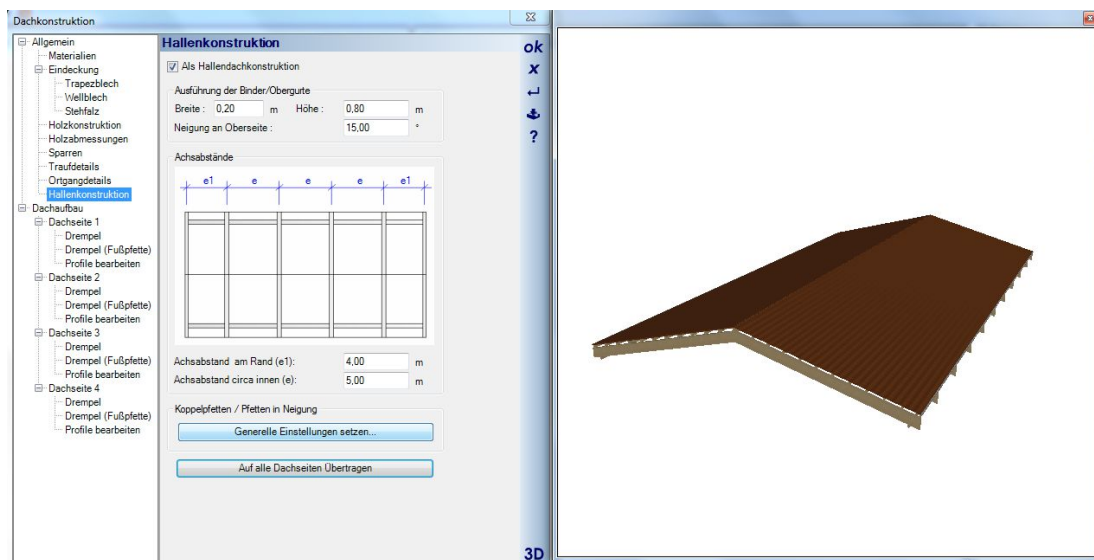 Dachkonstruktion
Allgemein
Materialien
Eindeckung
Trapezblech
Wellblech
Stehfalz
Holzkonstruktion
Holzabmessungen
Sparren
Traufdetails
Ortgangdetails
Hallenkonstruktion
Dachaufbau
Dachseite 1
Drempel
Drempel (Fußpfette)
Profile bearbeiten
Dachseite 2
Drempel
Drempel (Fußpfette)
Profile bearbeiten
Dachseite 3
Drempel
Drempel (Fußpfette)
Profile bearbeiten
Dachseite 4
Drempel
Drempel (Fußpfette)
Profile bearbeiten
Hallenkonstruktion
Als Hallendachkonstruktion
Ausführung der Binder/Obergurte
Breite : 0,20 m Höhe : 0,80 m
Neigung an Oberseite : 15,00 °
Achsabstände
e1 e e e e1
Achsabstand am Rand (e1): 4,00 m
Achsabstand circa innen (e): 5,00 m
Koppelpfetten / Pfetten in Neigung
Generelle Einstellungen setzen...
Auf alle Dachseiten Übertragen
ok
x
?
3D